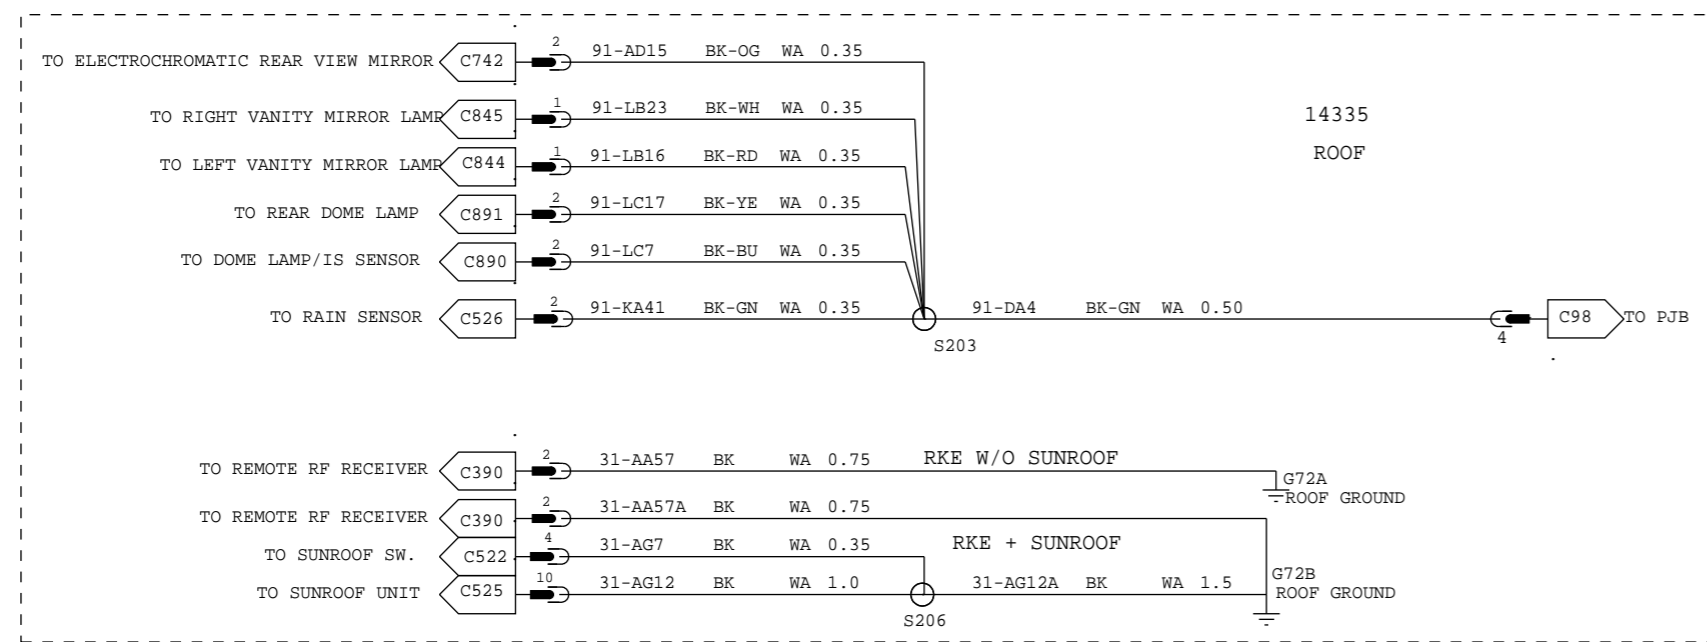 TO ELECTROCHROMATIC REAR VIEW MIRROR C742 2 91-AD15 BK-OG WA 0.35
TO RIGHT VANITY MIRROR LAMP C845 1 91-LB23 BK-WH WA 0.35
14335
TO LEFT VANITY MIRROR LAMP C844 1 91-LB16 BK-RD WA 0.35
ROOF
TO REAR DOME LAMP C891 2 91-LC17 BK-YE WA 0.35
TO DOME LAMP/IS SENSOR C890 2 91-LC7 BK-BU WA 0.35
TO RAIN SENSOR C526 2 91-KA41 BK-GN WA 0.35 91-DA4 BK-GN WA 0.50 4 C98 TO PJB
S203
TO REMOTE RF RECEIVER C390 2 31-AA57 BK WA 0.75 RKE W/O SUNROOF
G72A
ROOF GROUND
TO REMOTE RF RECEIVER C390 2 31-AA57A BK WA 0.75
TO SUNROOF SW. C522 4 31-AG7 BK WA 0.35 RKE + SUNROOF
TO SUNROOF UNIT C525 10 31-AG12 BK WA 1.0 31-AG12A BK WA 1.5
G72B
ROOF GROUND
S206